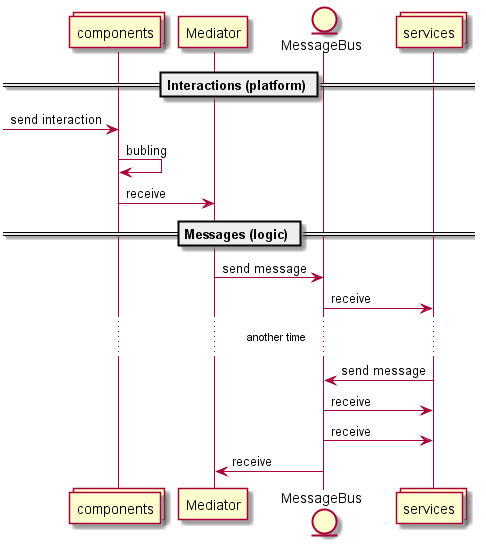 components
Mediator
MessageBus
services
Interactions (platform)
send interaction
bubling
receive
Messages (logic)
send message
receive
another time
send message
receive
receive
receive
components
Mediator
MessageBus
services